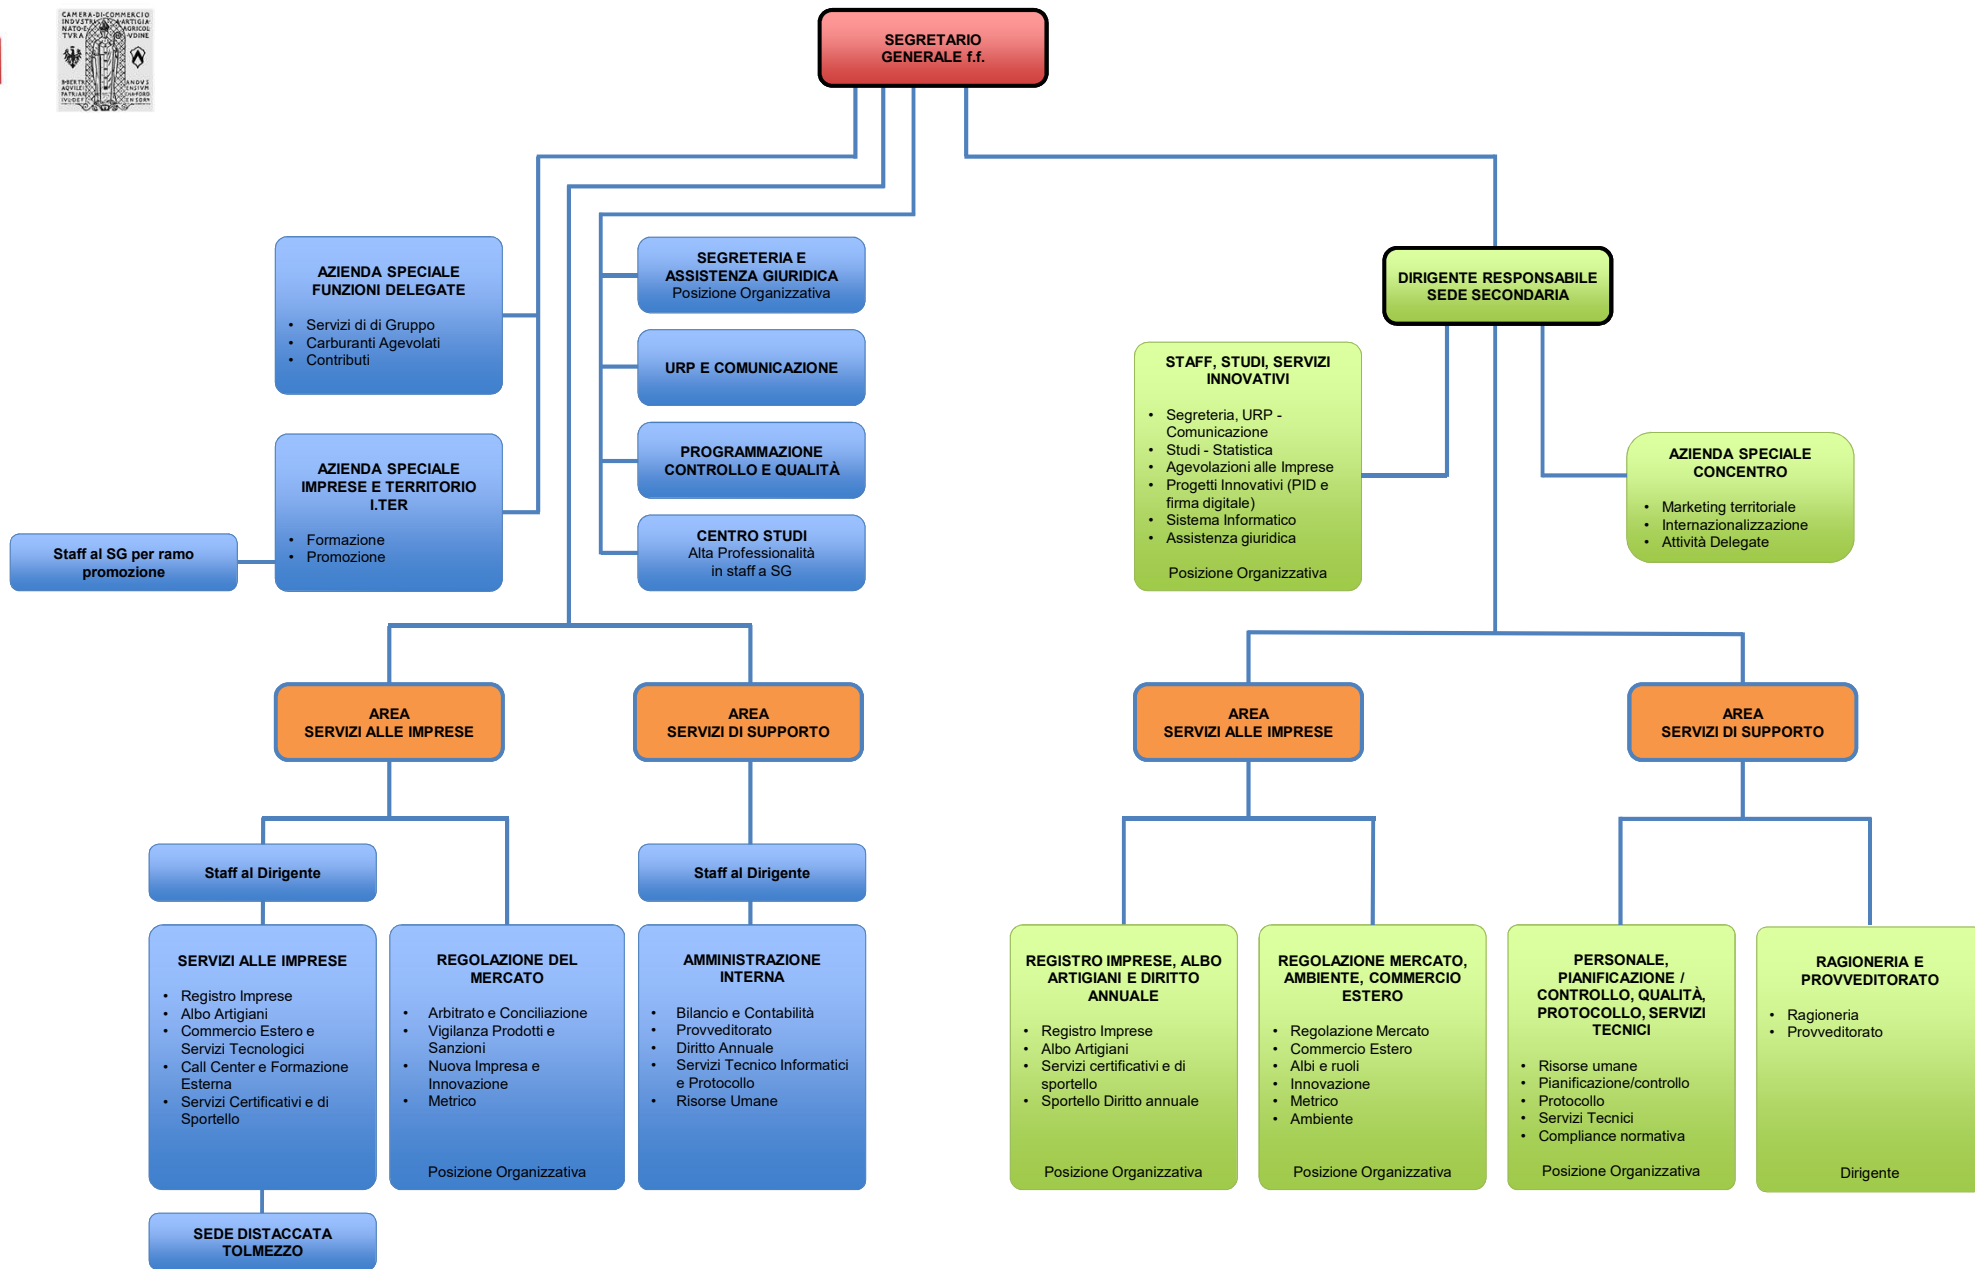 CAMERA·DI·COMMERCIO
SEGRETARIO
GENERALE f.f.
AZIENDA SPECIALE
FUNZIONI DELEGATE
• Servizi di di Gruppo
• Carburanti Agevolati
• Contributi
SEGRETERIA E
ASSISTENZA GIURIDICA
Posizione Organizzativa
URP E COMUNICAZIONE
PROGRAMMAZIONE
CONTROLLO E QUALITÀ
CENTRO STUDI
Alta Professionalità
in staff a SG
AZIENDA SPECIALE
IMPRESE E TERRITORIO
I.TER
• Formazione
• Promozione
Staff al SG per ramo
promozione
DIRIGENTE RESPONSABILE
SEDE SECONDARIA
STAFF, STUDI, SERVIZI
INNOVATIVI
• Segreteria, URP -
Comunicazione
• Studi - Statistica
• Agevolazioni alle Imprese
• Progetti Innovativi (PID e
firma digitale)
• Sistema Informatico
• Assistenza giuridica
Posizione Organizzativa
AZIENDA SPECIALE
CONCENTRO
• Marketing territoriale
• Internazionalizzazione
• Attività Delegate
AREA
SERVIZI ALLE IMPRESE
AREA
SERVIZI DI SUPPORTO
AREA
SERVIZI ALLE IMPRESE
AREA
SERVIZI DI SUPPORTO
Staff al Dirigente
Staff al Dirigente
SERVIZI ALLE IMPRESE
• Registro Imprese
• Albo Artigiani
• Commercio Estero e
Servizi Tecnologici
• Call Center e Formazione
Esterna
• Servizi Certificativi e di
Sportello
REGOLAZIONE DEL
MERCATO
• Arbitrato e Conciliazione
• Vigilanza Prodotti e
Sanzioni
• Nuova Impresa e
Innovazione
• Metrico
Posizione Organizzativa
AMMINISTRAZIONE
INTERNA
• Bilancio e Contabilità
• Provveditorato
• Diritto Annuale
• Servizi Tecnico Informatici
e Protocollo
• Risorse Umane
REGISTRO IMPRESE, ALBO
ARTIGIANI E DIRITTO
ANNUALE
• Registro Imprese
• Albo Artigiani
• Servizi certificativi e di
sportello
• Sportello Diritto annuale
Posizione Organizzativa
REGOLAZIONE MERCATO,
AMBIENTE, COMMERCIO
ESTERO
• Regolazione Mercato
• Commercio Estero
• Albi e ruoli
• Innovazione
• Metrico
• Ambiente
Posizione Organizzativa
PERSONALE,
PIANIFICAZIONE /
CONTROLLO, QUALITÀ,
PROTOCOLLO, SERVIZI
TECNICI
• Risorse umane
• Pianificazione/controllo
• Protocollo
• Servizi Tecnici
• Compliance normativa
Posizione Organizzativa
RAGIONERIA E
PROVVEDITORATO
• Ragioneria
• Provveditorato
Dirigente
SEDE DISTACCATA
TOLMEZZO